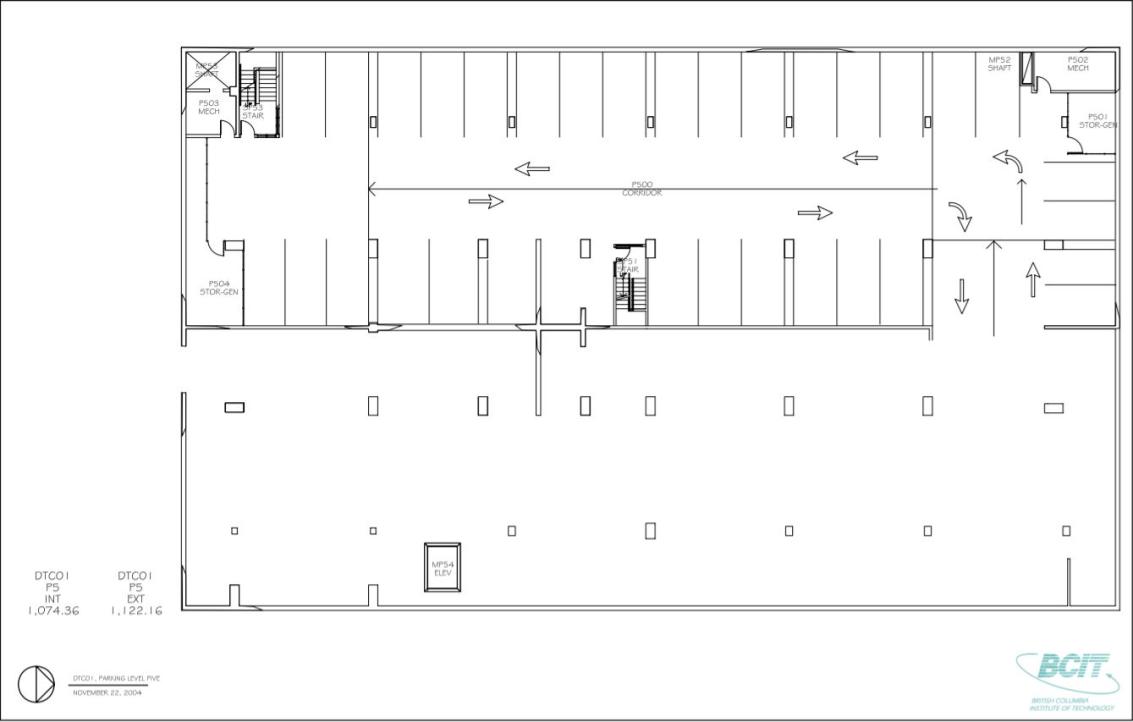 MP53
SHAFT
P503
MECH
STAIR
MP52
SHAFT
P502
MECH
P501
STOR-GEN
P500
CORRIDOR
STAIR
P504
STOR-GEN
MP54
ELEV
DTC01
P5
INT
1,074.36
DTC01
P5
EXT
1,122.16
DTC01, PARKING LEVEL FIVE
NOVEMBER 22, 2004
BCIT
BRITISH COLUMBIA
INSTITUTE OF TECHNOLOGY